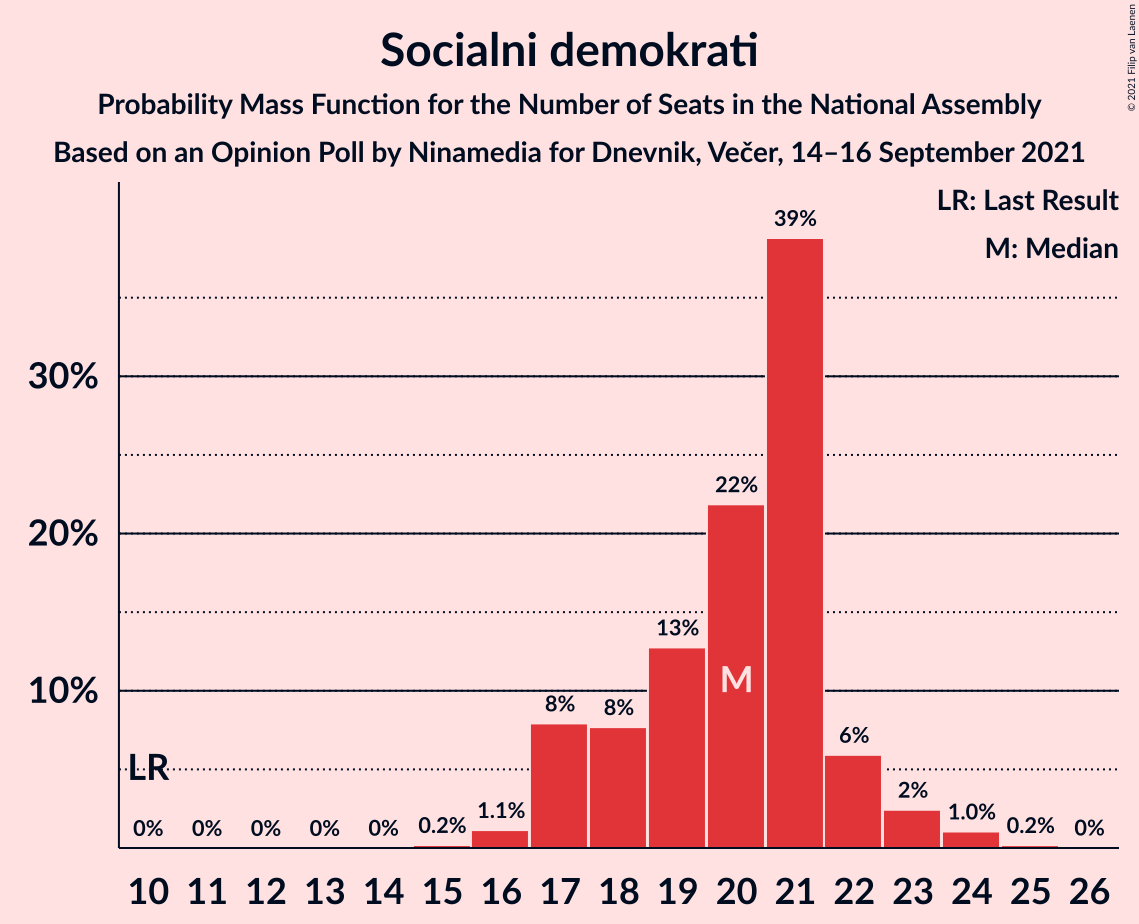 Socialni demokrati
Probability Mass Function for the Number of Seats in the National Assembly
Based on an Opinion Poll by Ninamedia for Dnevnik, Večer, 14–16 September 2021
© 2021 Filip van Laenen
LR: Last Result
M: Median
39%
30%
22%
20%
13%
M
10%
8%
8%
6%
LR
2%
0%
0%
0%
0%
0%
0.2%
1.1%
1.0%
0.2%
0%
10 11 12 13 14 15 16 17 18 19 20 21 22 23 24 25 26